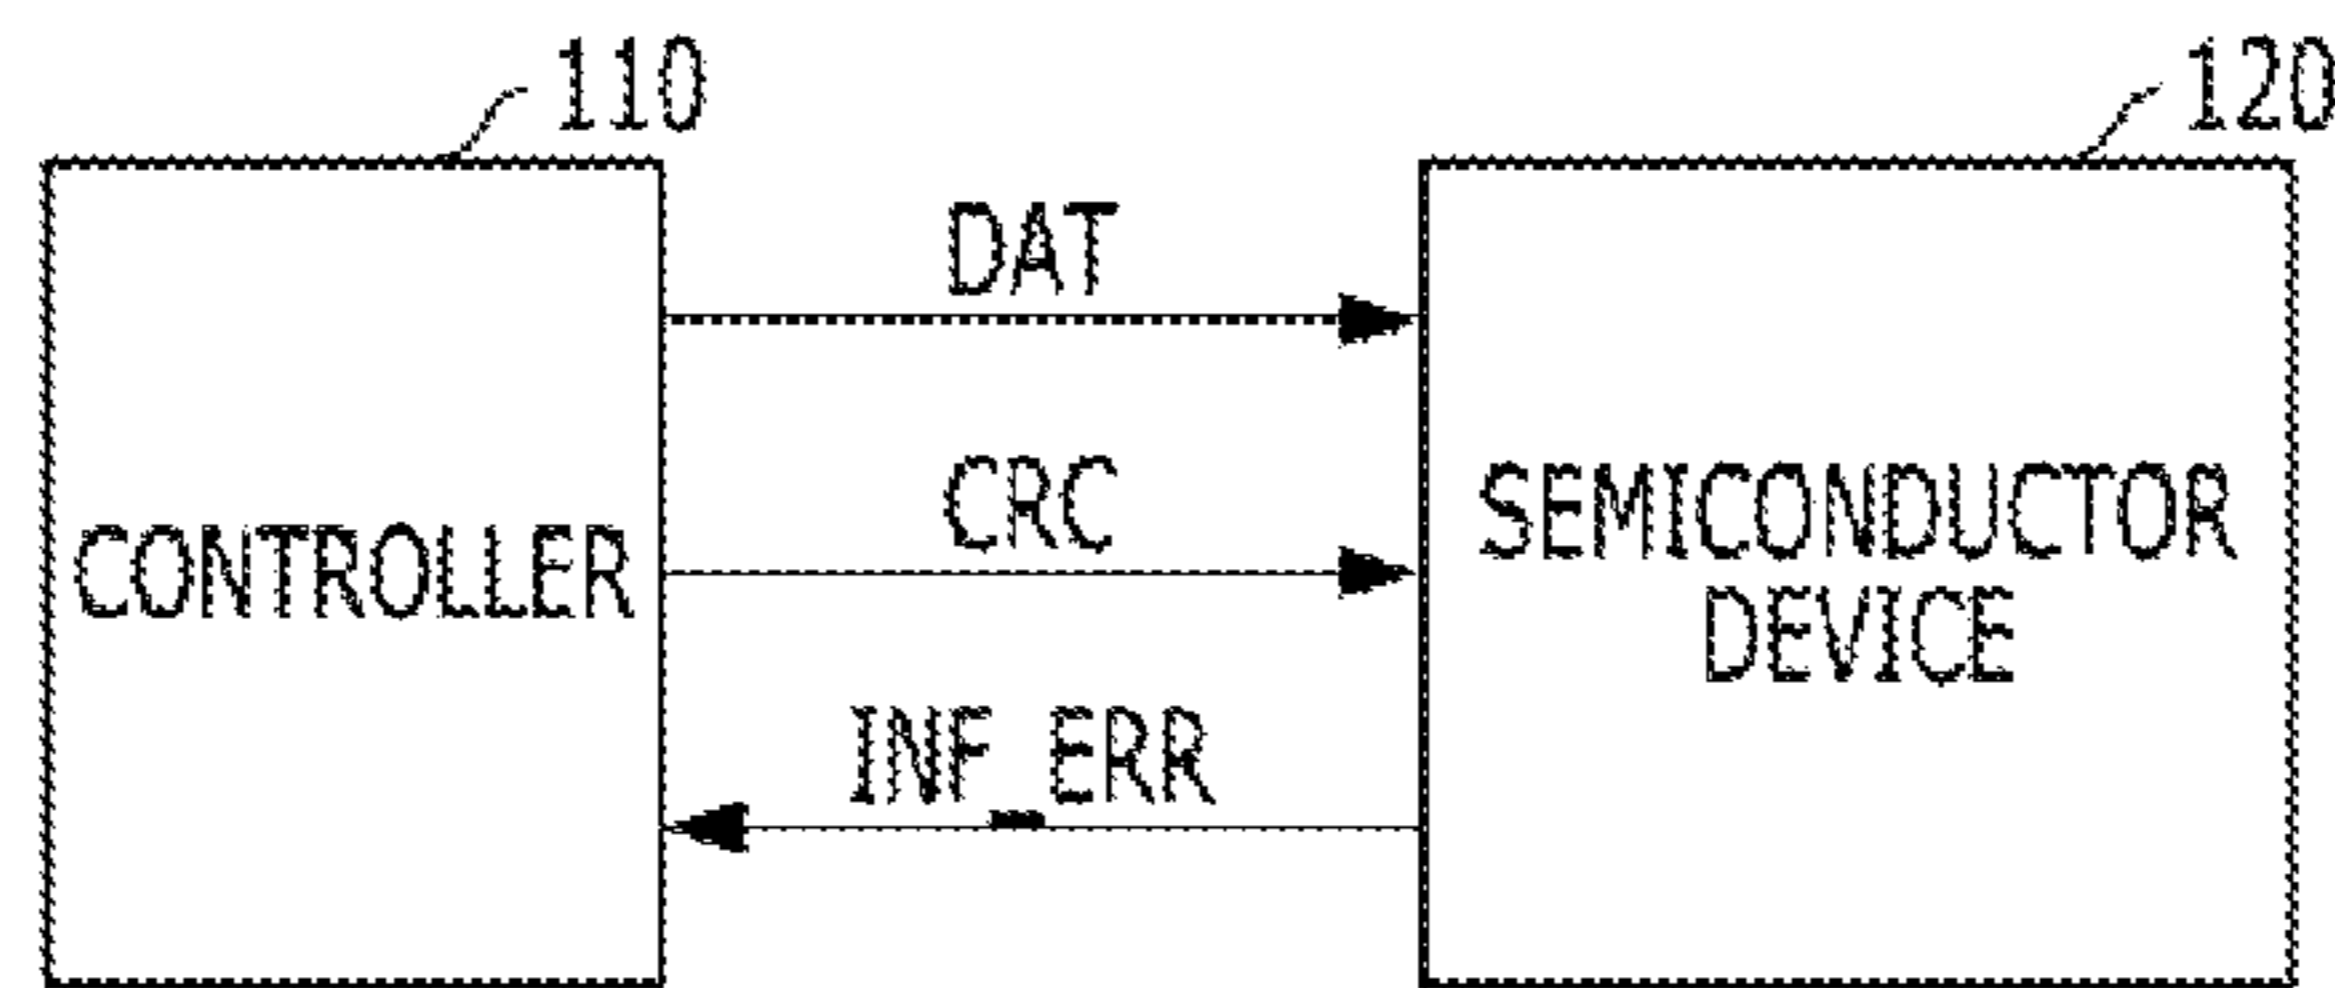 110
120
DAT
CRC
CONTROLLER
SEMICONDUCTOR
DEVICE
INF_ERR